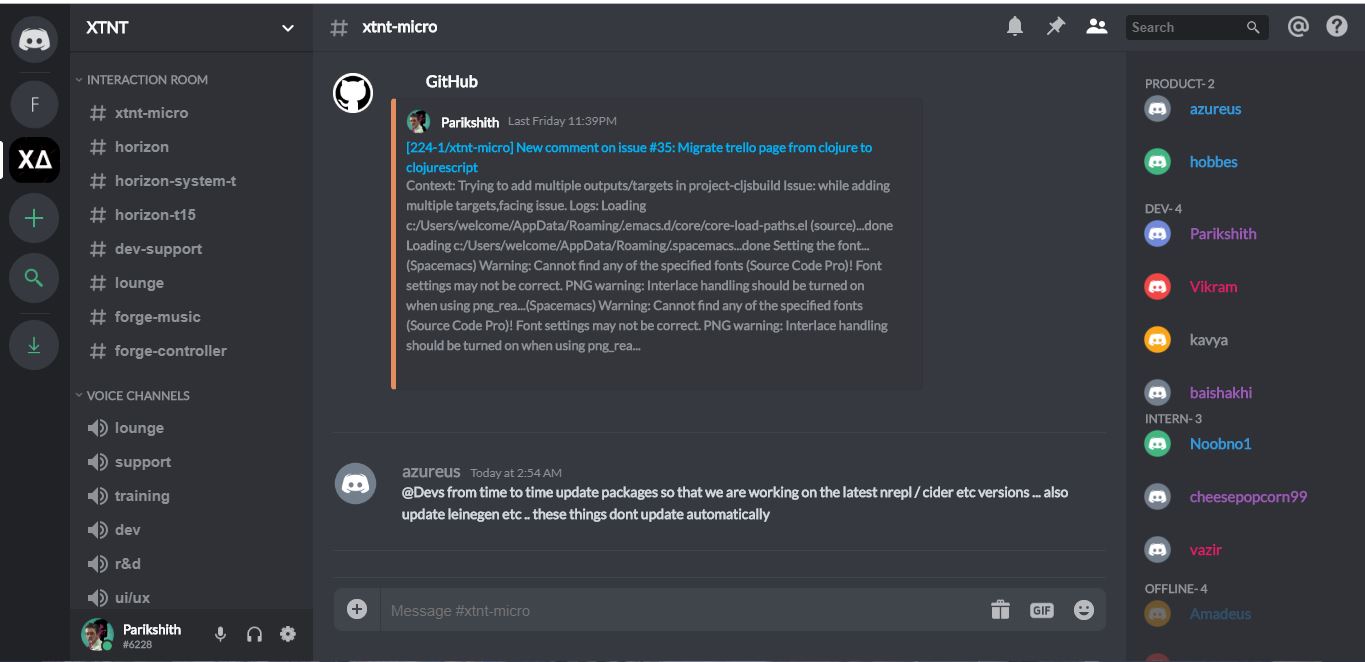 XTNT
# xtnt-micro
Search
@
?
F
XΔ
INTERACTION ROOM
# xtnt-micro
# horizon
# horizon-system-t
# horizon-t15
# dev-support
# lounge
# forge-music
# forge-controller
VOICE CHANNELS
lounge
support
training
dev
r&d
ui/ux
Parikshith
#6228
GitHub
Parikshith Last Friday 11:39PM
[224-1/xtnt-micro] New comment on issue #35: Migrate trello page from clojure to
clojurescript
Context: Trying to add multiple outputs/targets in project-cljsbuild Issue: while adding
multiple targets,facing issue. Logs: Loading
c:/Users/welcome/AppData/Roaming/.emacs.d/core/core-load-paths.el (source)...done
Loading c:/Users/welcome/AppData/Roaming/.spacemacs...done Setting the font...
(Spacemacs) Warning: Cannot find any of the specified fonts (Source Code Pro)! Font
settings may not be correct. PNG warning: Interlace handling should be turned on
when using png_rea...(Spacemacs) Warning: Cannot find any of the specified fonts
(Source Code Pro)! Font settings may not be correct. PNG warning: Interlace handling
should be turned on when using png_rea...
azureus Today at 2:54 AM
@Devs from time to time update packages so that we are working on the latest nrepl / cider etc versions ... also
update leinegen etc .. these things dont update automatically
Message #xtnt-micro
GIF
PRODUCT- 2
azureus
hobbes
DEV- 4
Parikshith
Vikram
kavya
baishakhi
INTERN- 3
Noobno1
cheesepopcorn99
vazir
OFFLINE- 4
Amadeus